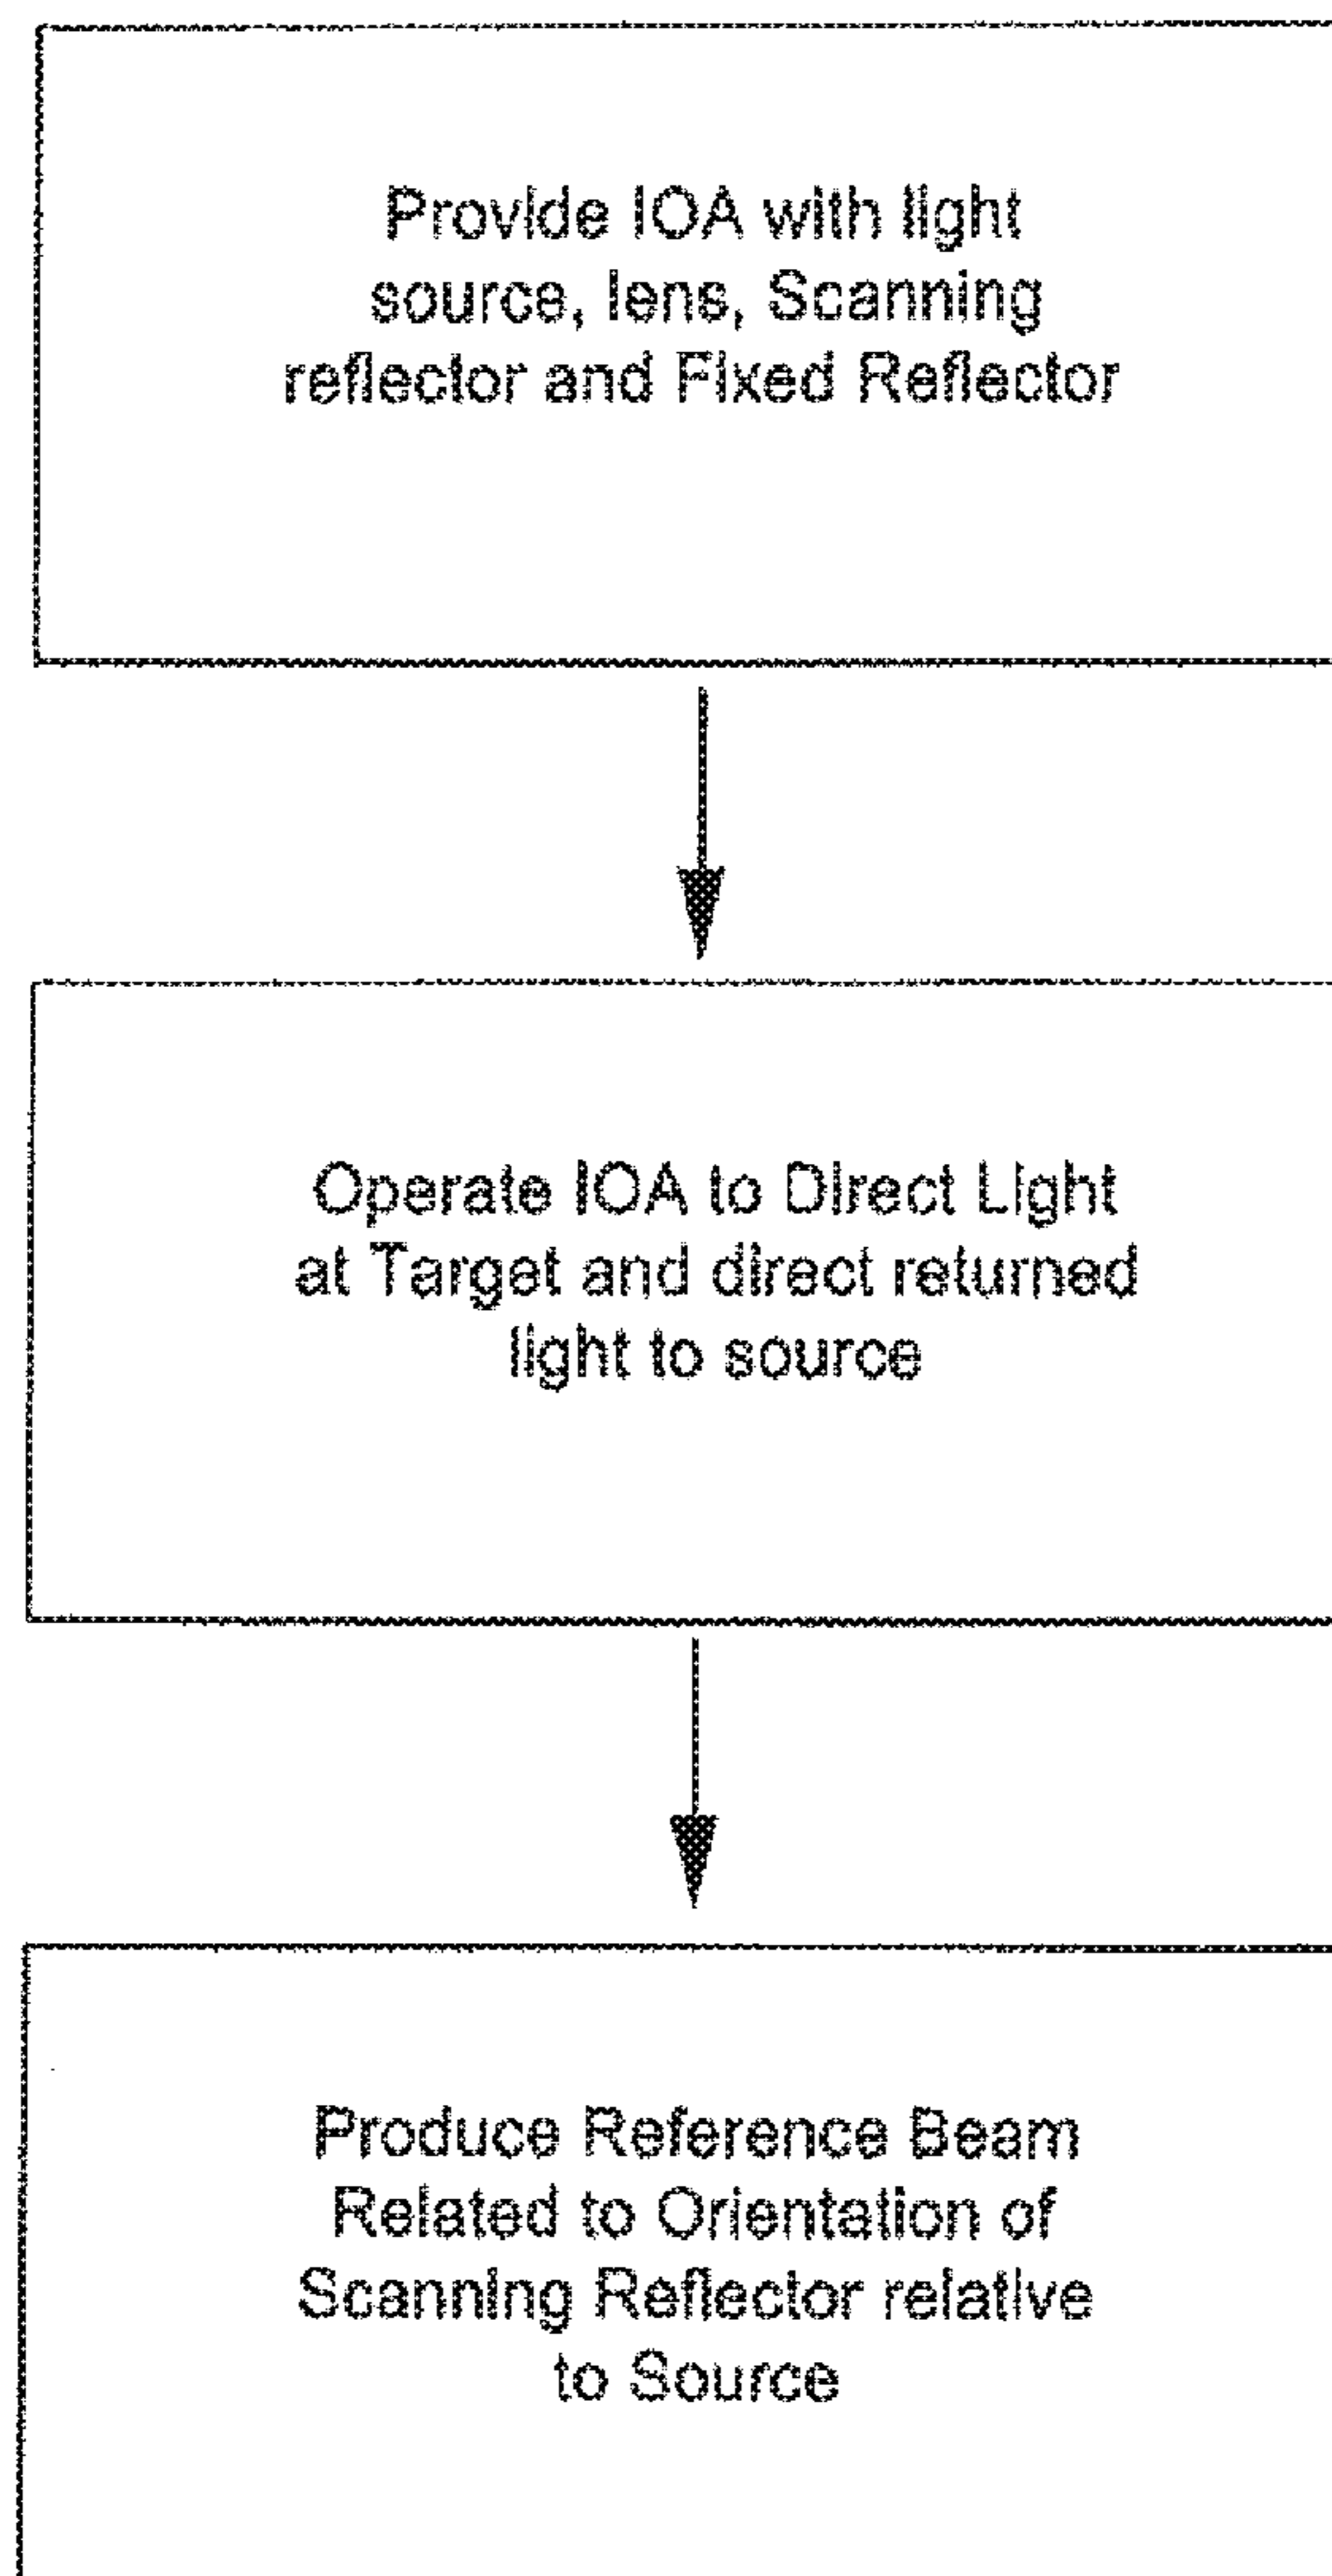 Provide IOA with light
source, lens, Scanning
reflector and Fixed Reflector
Operate IOA to Direct Light
at Target and direct returned
light to source
Produce Reference Beam
Related to Orientation of
Scanning Reflector relative
to Source